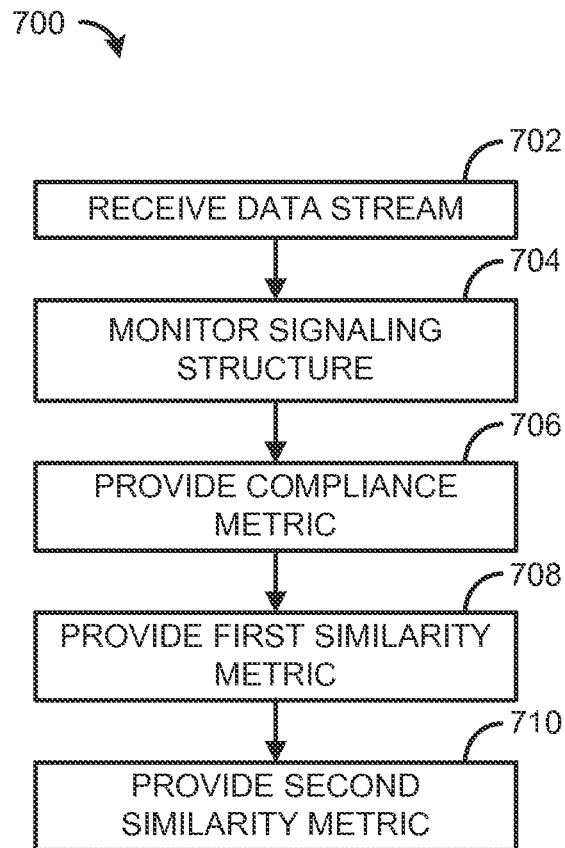 700
702
RECEIVE DATA STREAM
704
MONITOR SIGNALING
STRUCTURE
706
PROVIDE COMPLIANCE
METRIC
708
PROVIDE FIRST SIMILARITY
METRIC
710
PROVIDE SECOND
SIMILARITY METRIC